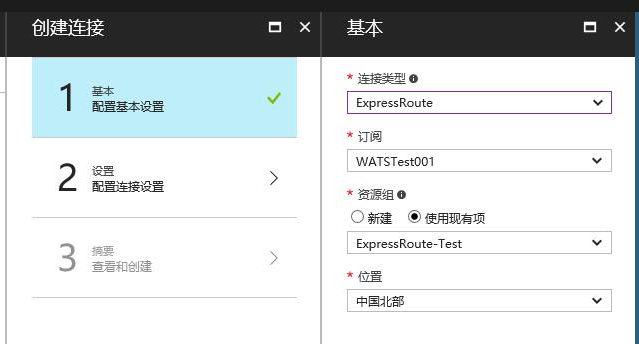 创建连接
1
基本
配置基本设置
2
设置
配置连接设置
3
摘要
查看和创建
基本
* 连接类型
ExpressRoute
* 订阅
WATSTest001
* 资源组
新建 使用现有项
ExpressRoute-Test
* 位置
中国北部